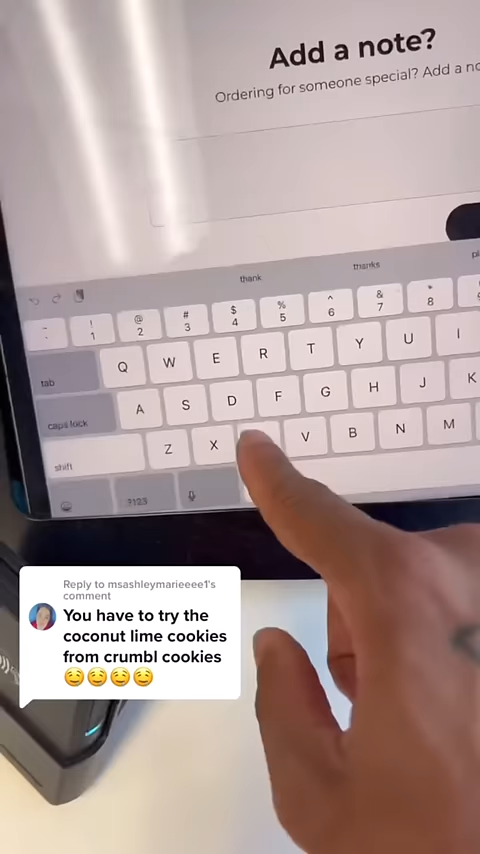 Add a note?
Ordering for someone special? Add a no
thank thanks pl
~ ! @ # $ % ^ & *
` 1 2 3 4 5 6 7 8
tab Q W E R T Y U I
caps lock A S D F G H J K
shift Z X V B N M
.?123
Reply to msashleymarieeee1's
comment
You have to try the
coconut lime cookies
from crumbl cookies
☺️☺️☺️☺️